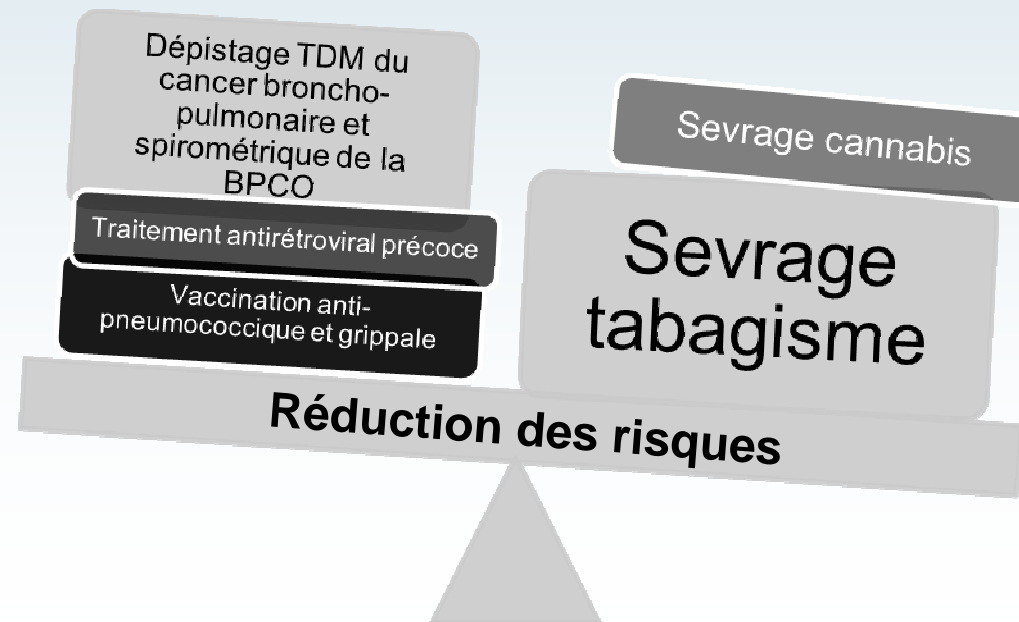 Dépistage TDM du
cancer broncho-
pulmonaire et
spirométrique de la
BPCO
Traitement antirétroviral précoce
Vaccination anti-
pneumococcique et grippale
Sevrage cannabis
Sevrage
tabagisme
Réduction des risques